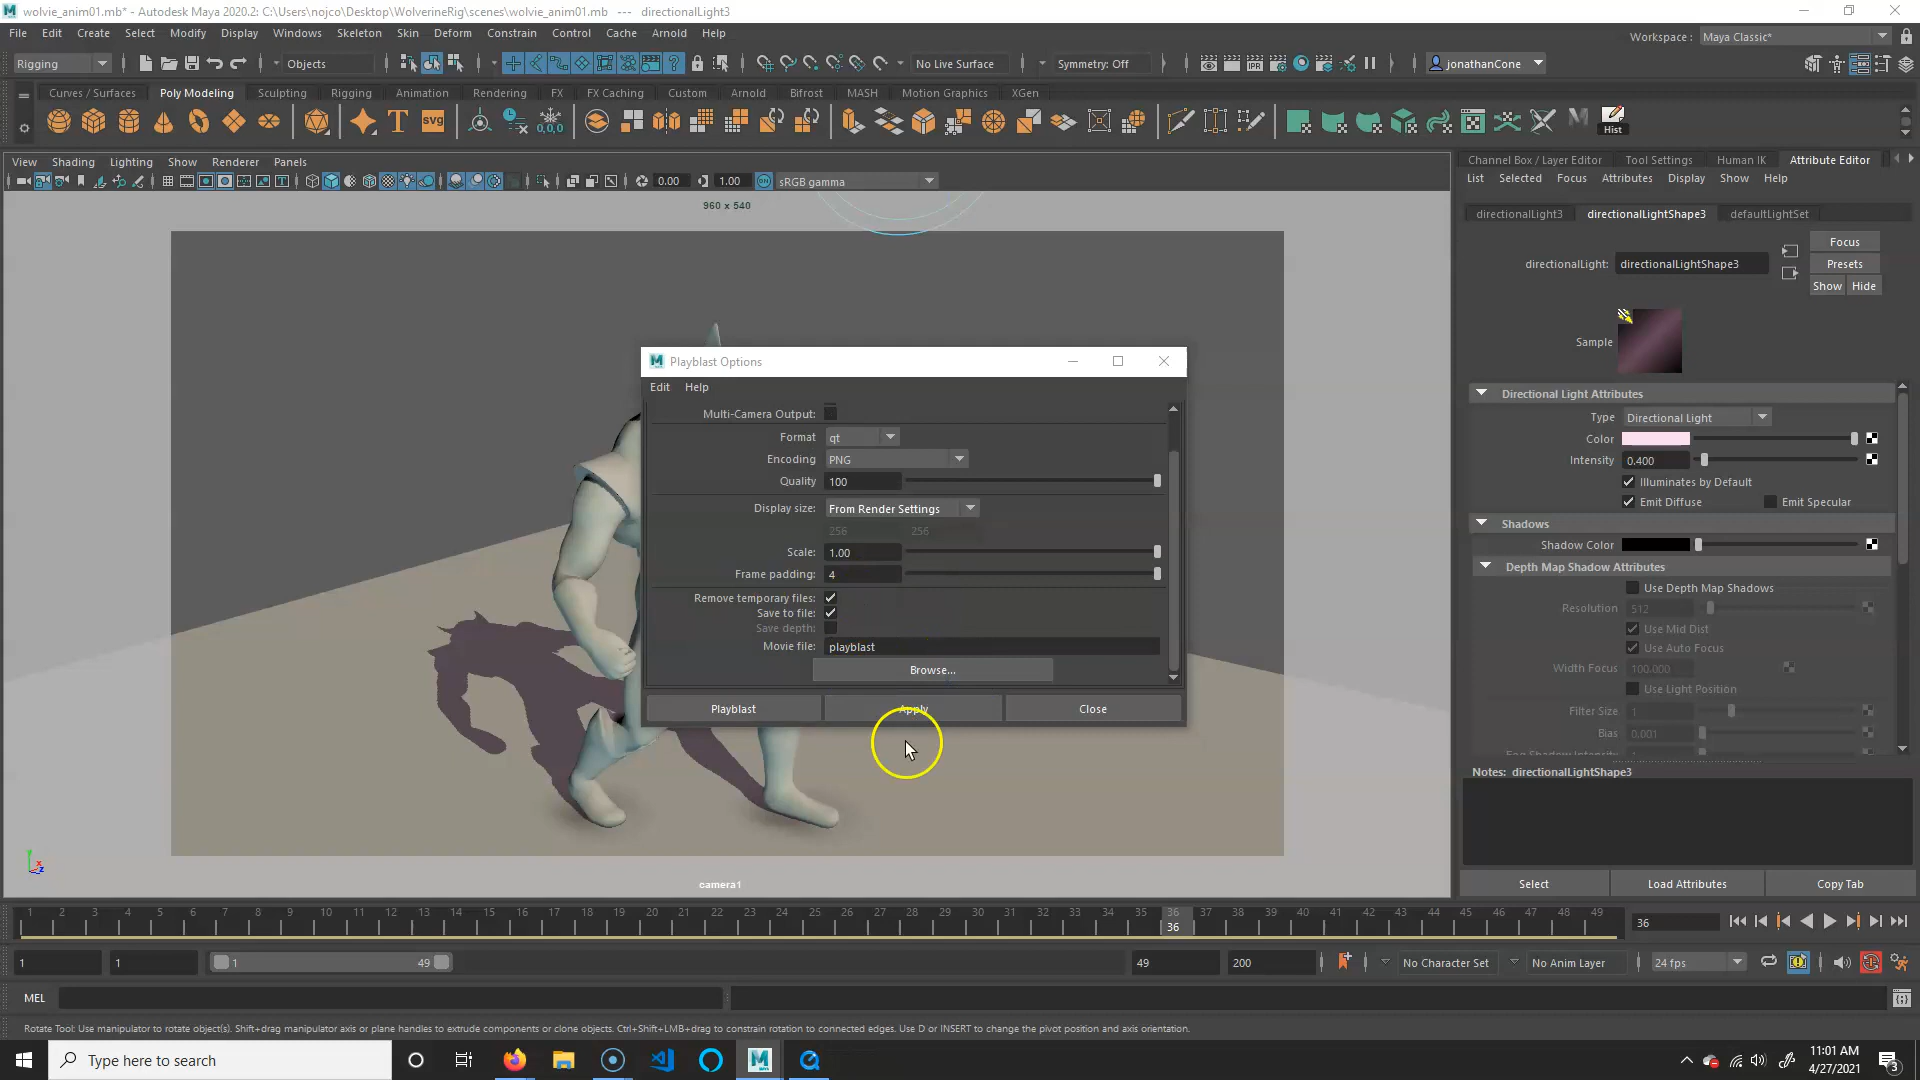 wolvie_anim01.mb* - Autodesk Maya 2020.2: C:\Users\nojco\Desktop\WolverineRig\scenes\wolvie_anim01.mb   ---   directionalLight3
File Edit Create Select Modify Display Windows Skeleton Skin Deform Constrain Control Cache Arnold Help
Workspace : Maya Classic*
Rigging Objects No Live Surface Symmetry: Off jonathanCone
Curves / Surfaces Poly Modeling Sculpting Rigging Animation Rendering FX FX Caching Custom Arnold Bifrost MASH Motion Graphics XGen
T svg 0,0,0 Hist
View Shading Lighting Show Renderer Panels
0.00 1.00 sRGB gamma
960 x 540
Playblast Options
Edit Help
Multi-Camera Output:
Format qt
Encoding PNG
Quality 100
Display size: From Render Settings
256 256
Scale: 1.00
Frame padding: 4
Remove temporary files:
Save to file:
Save depth:
Movie file: playblast
Browse...
Playblast Apply Close
camera1
Channel Box / Layer Editor Tool Settings Human IK Attribute Editor
List Selected Focus Attributes Display Show Help
directionalLight3 directionalLightShape3 defaultLightSet
Focus
directionalLight: directionalLightShape3
Presets
Show Hide
Sample
Directional Light Attributes
Type Directional Light
Color
Intensity 0.400
Illuminates by Default
Emit Diffuse Emit Specular
Shadows
Shadow Color
Depth Map Shadow Attributes
Use Depth Map Shadows
Resolution 512
Use Mid Dist
Use Auto Focus
Width Focus 100.000
Use Light Position
Filter Size 1
Bias 0.001
Fog Shadow Intensity 1
Notes: directionalLightShape3
Select Load Attributes Copy Tab
1 2 3 4 5 6 7 8 9 10 11 12 13 14 15 16 17 18 19 20 21 22 23 24 25 26 27 28 29 30 31 32 33 34 35 36 37 38 39 40 41 42 43 44 45 46 47 48 49
36 36
1 1 1 49 49 200 No Character Set No Anim Layer 24 fps
MEL
Rotate Tool: Use manipulator to rotate object(s). Shift+drag manipulator axis or plane handles to extrude components or clone objects. Ctrl+Shift+LMB+drag to constrain rotation to connected edges. Use D or INSERT to change the pivot position and axis orientation.
Type here to search
11:01 AM
4/27/2021
3